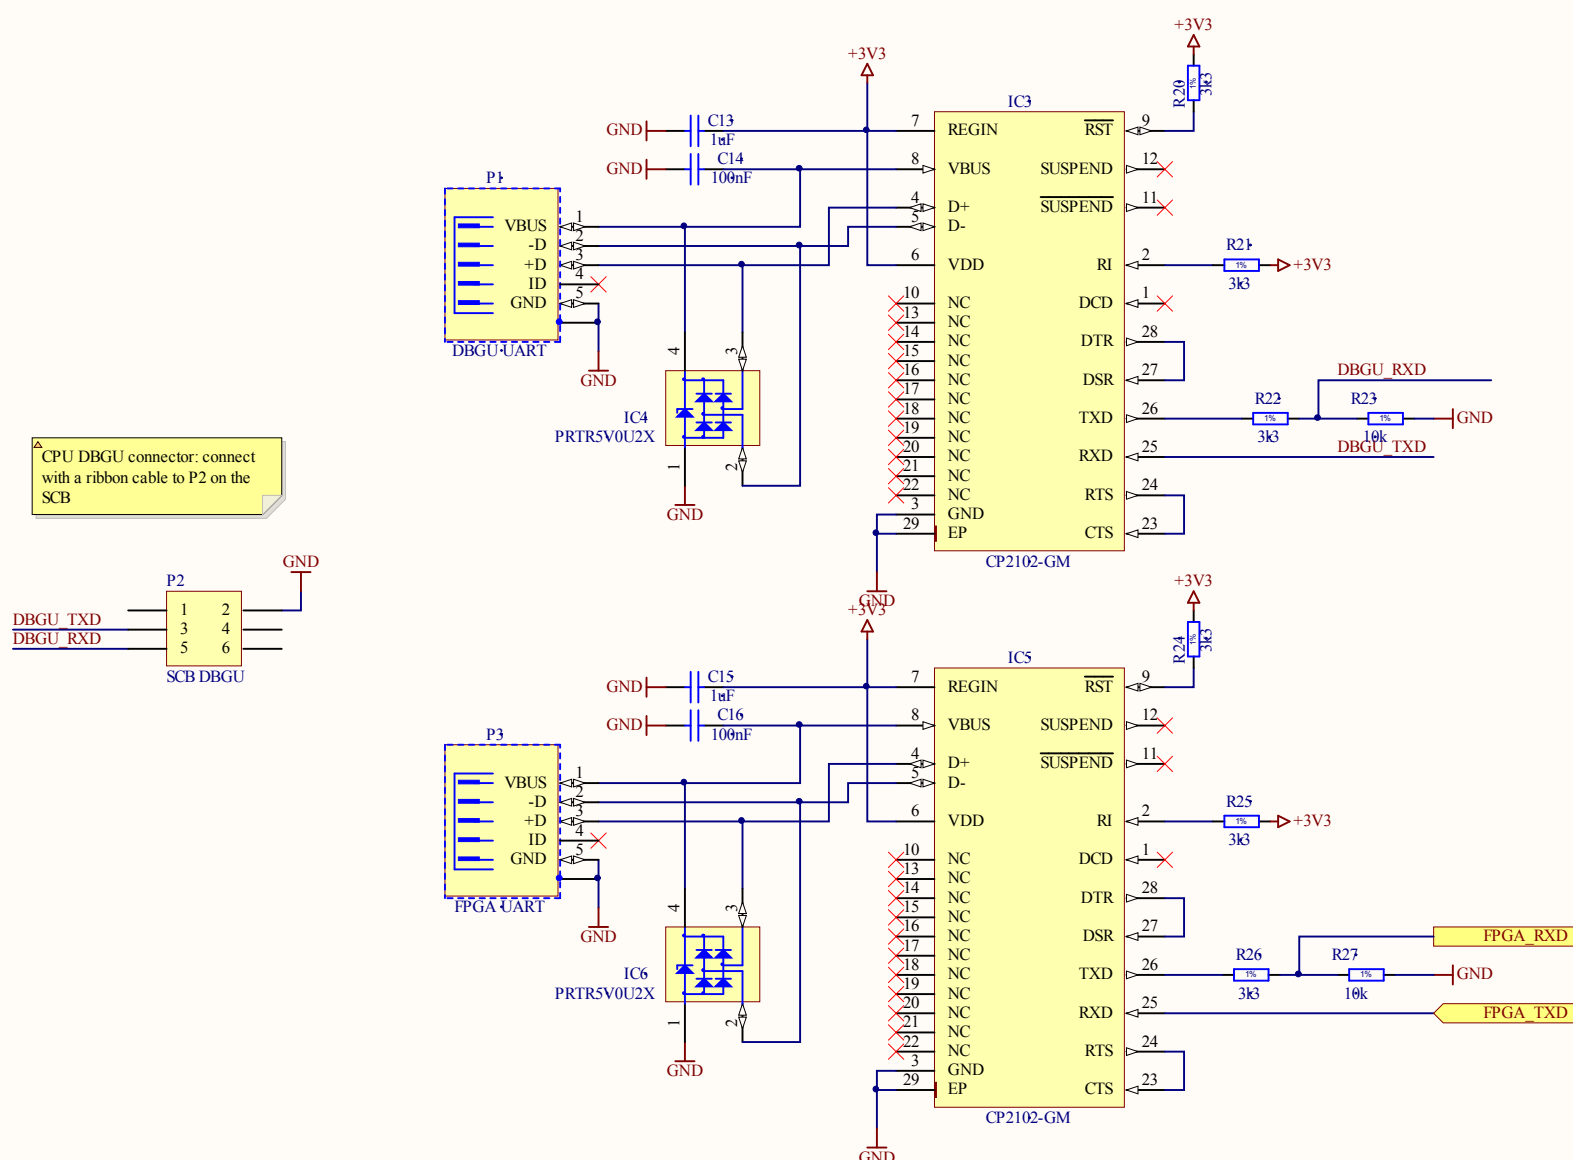 +3V3
+3V3
R20
1%
3k3
IC3
GND
C13
1uF
7
REGIN
RST
9
GND
C14
100nF
8
VBUS
SUSPEND
12
P1
4
D+
SUSPEND
11
VBUS
1
5
D-
-D
2
+D
3
6
VDD
RI
2
R21
1%
3k3
+3V3
ID
4
GND
5
10
NC
DCD
1
13
NC
14
NC
DTR
28
DBGU UART
GND
4
3
15
NC
16
NC
DSR
27
DBGU_RXD
17
NC
IC4
PRTR5V0U2X
18
NC
TXD
26
R22
1%
3k3
R23
1%
10k
GND
19
NC
20
NC
RXD
25
DBGU_TXD
1
2
21
NC
22
NC
RTS
24
GND
3
GND
29
EP
CTS
23
CP2102-GM
GND
CPU DBGU connector: connect
with a ribbon cable to P2 on the
SCB
GND
P2
1
2
DBGU_TXD
3
4
DBGU_RXD
5
6
SCB DBGU
+3V3
+3V3
R24
1%
3k3
IC5
GND
C15
1uF
7
REGIN
RST
9
GND
C16
100nF
8
VBUS
SUSPEND
12
P3
4
D+
SUSPEND
11
VBUS
1
5
D-
-D
2
+D
3
6
VDD
RI
2
R25
1%
3k3
+3V3
ID
4
GND
5
10
NC
DCD
1
13
NC
14
NC
DTR
28
FPGA UART
GND
4
3
15
NC
16
NC
DSR
27
FPGA_RXD
17
NC
IC6
PRTR5V0U2X
18
NC
TXD
26
R26
1%
3k3
R27
1%
10k
GND
19
NC
20
NC
RXD
25
FPGA_TXD
1
2
21
NC
22
NC
RTS
24
GND
3
GND
29
EP
CTS
23
CP2102-GM
GND